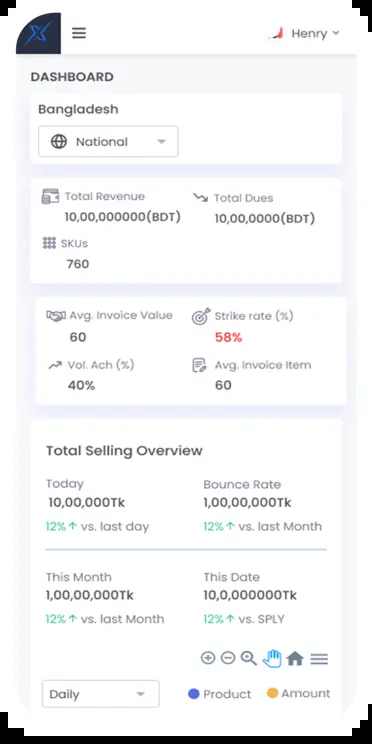 Henry
DASHBOARD
Bangladesh
National
Total Revenue
10,00,000000(BDT)
Total Dues
10,00,0000(BDT)
SKUs
760
Avg. Invoice Value
60
Strike rate (%)
58%
Vol. Ach (%)
40%
Avg. Invoice Item
60
Total Selling Overview
Today
10,00,000Tk
12%↑ vs. last day
Bounce Rate
1,00,00,000Tk
12%↑ vs. last Month
This Month
1,00,00,000Tk
12%↑ vs. last Month
This Date
10,0,000000Tk
12%↑ vs. SPLY
Daily
Product
Amount